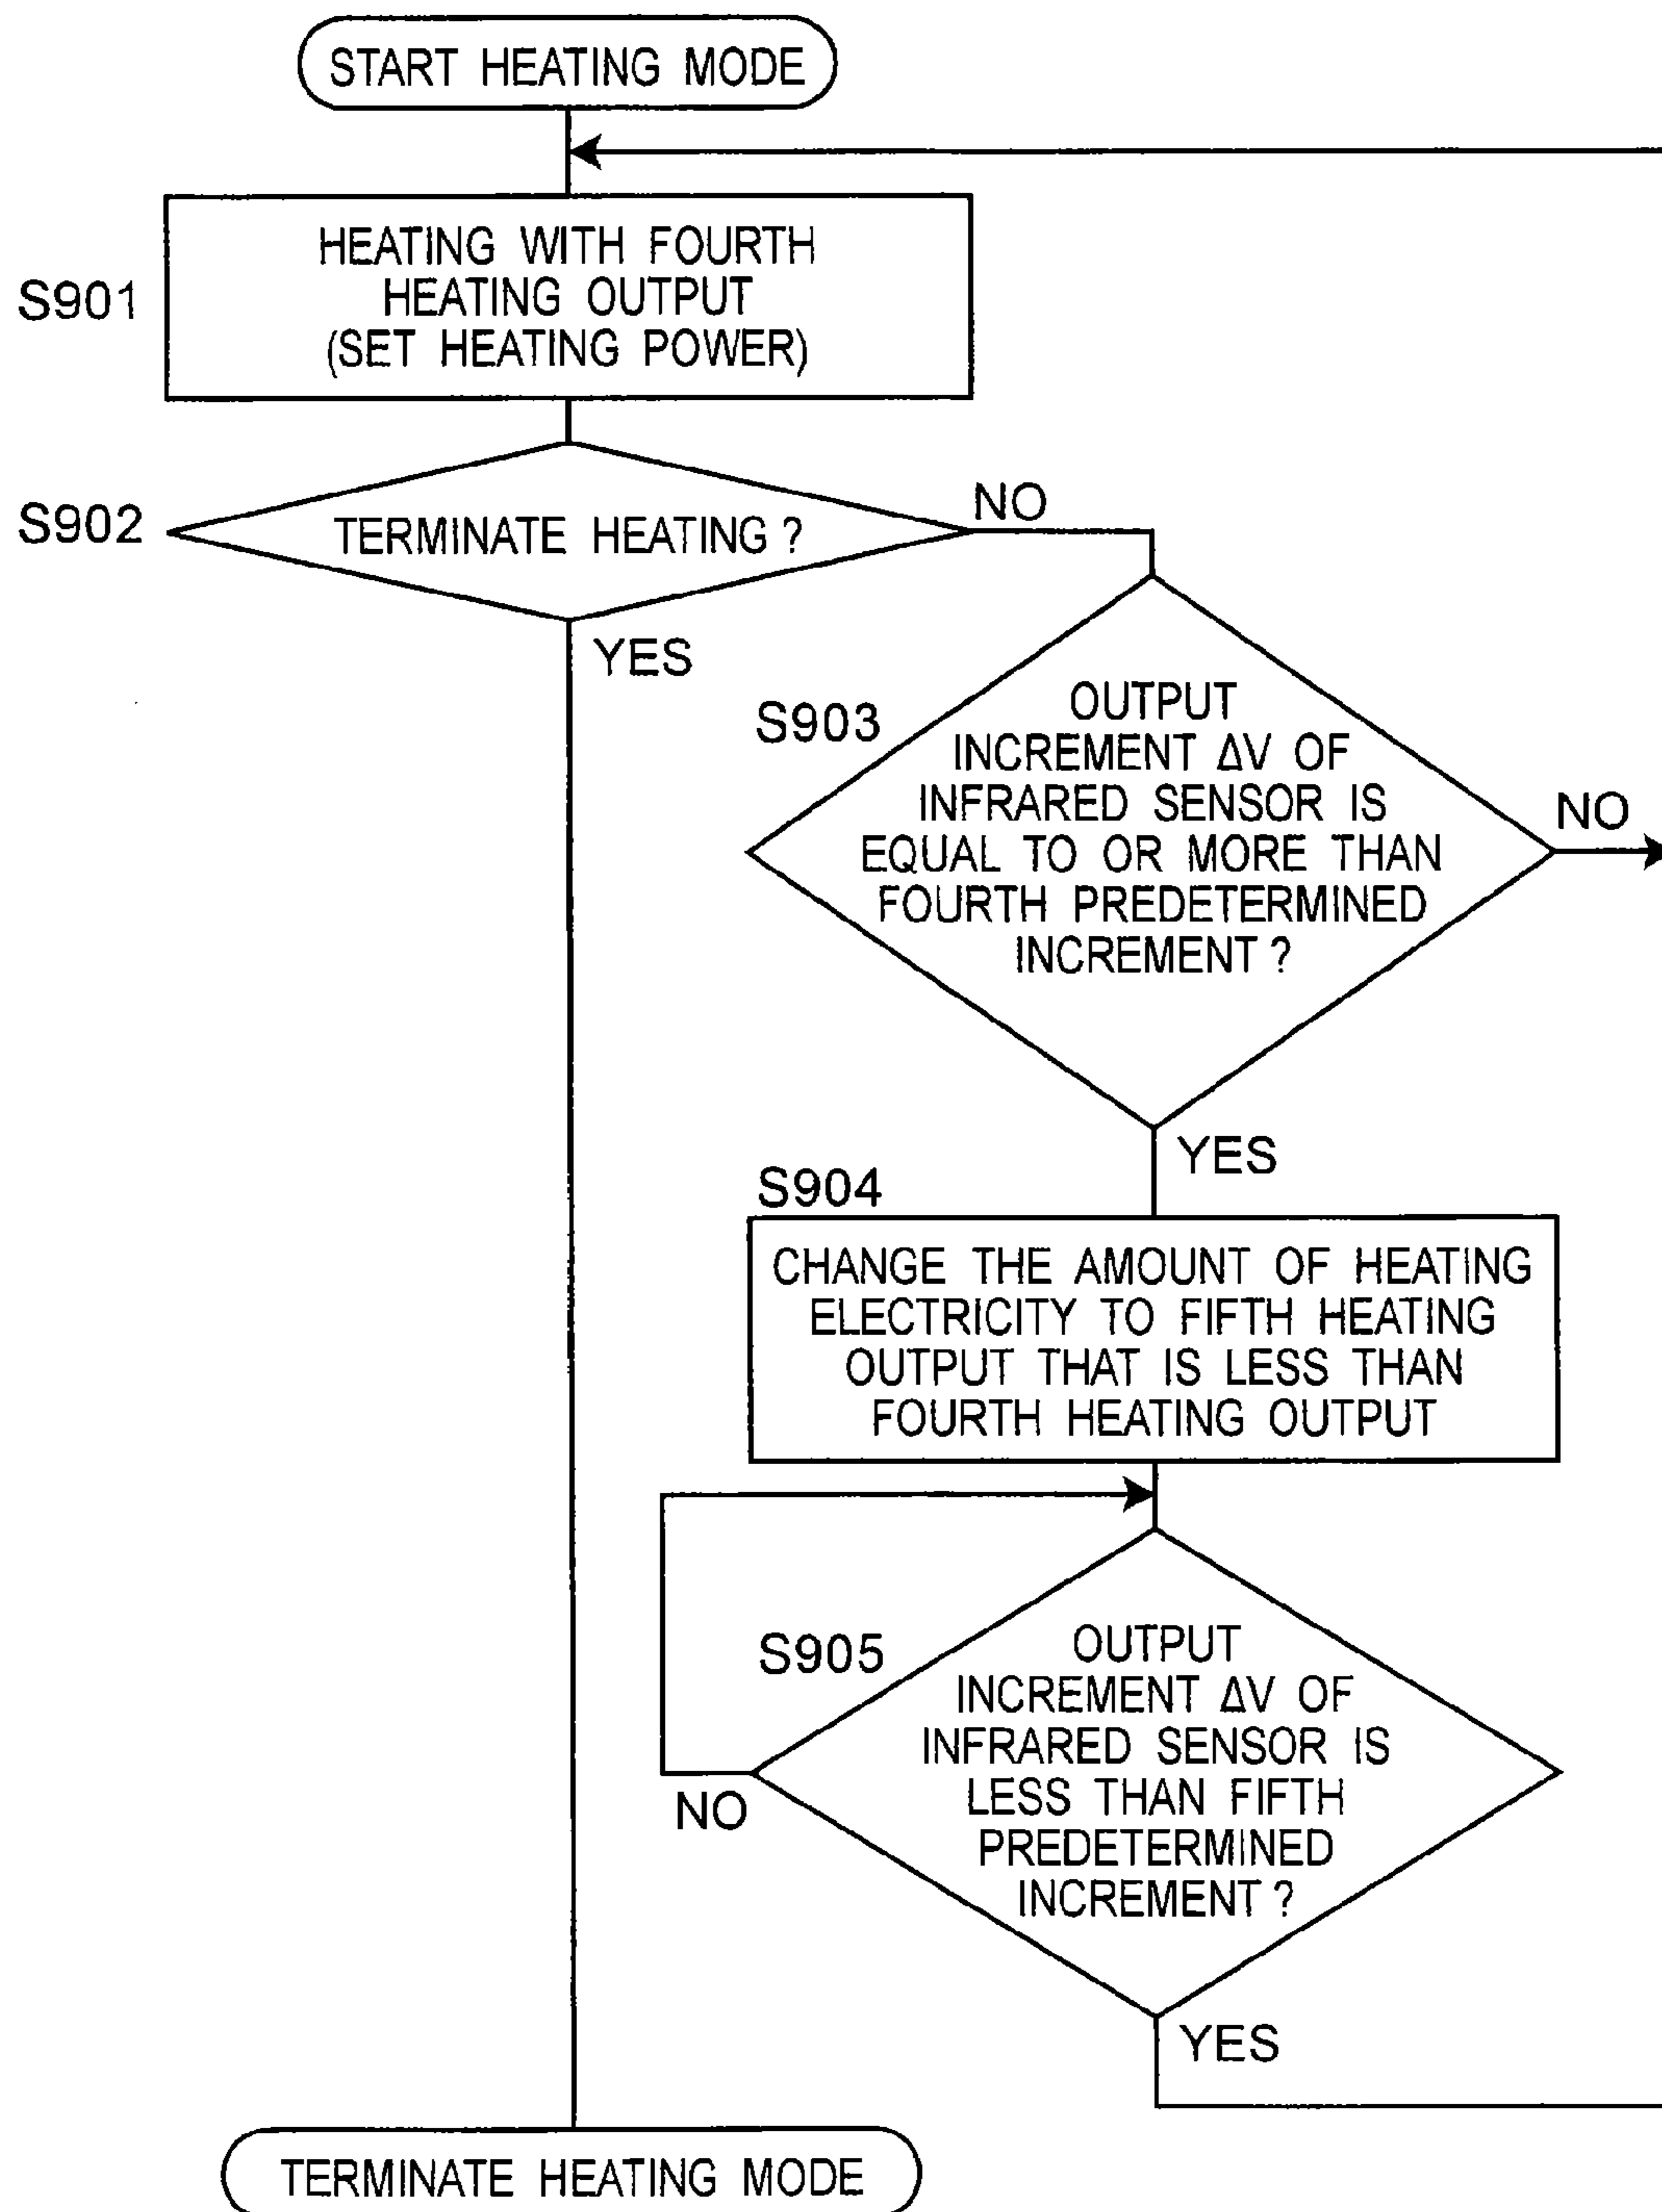 START HEATING MODE
S901
HEATING WITH FOURTH
HEATING OUTPUT
(SET HEATING POWER)
S902
TERMINATE HEATING ?
NO
YES
S903
OUTPUT
INCREMENT ΔV OF
INFRARED SENSOR IS
EQUAL TO OR MORE THAN
FOURTH PREDETERMINED
INCREMENT ?
NO
YES
S904
CHANGE THE AMOUNT OF HEATING
ELECTRICITY TO FIFTH HEATING
OUTPUT THAT IS LESS THAN
FOURTH HEATING OUTPUT
S905
OUTPUT
INCREMENT ΔV OF
INFRARED SENSOR IS
LESS THAN FIFTH
PREDETERMINED
INCREMENT ?
NO
YES
TERMINATE HEATING MODE